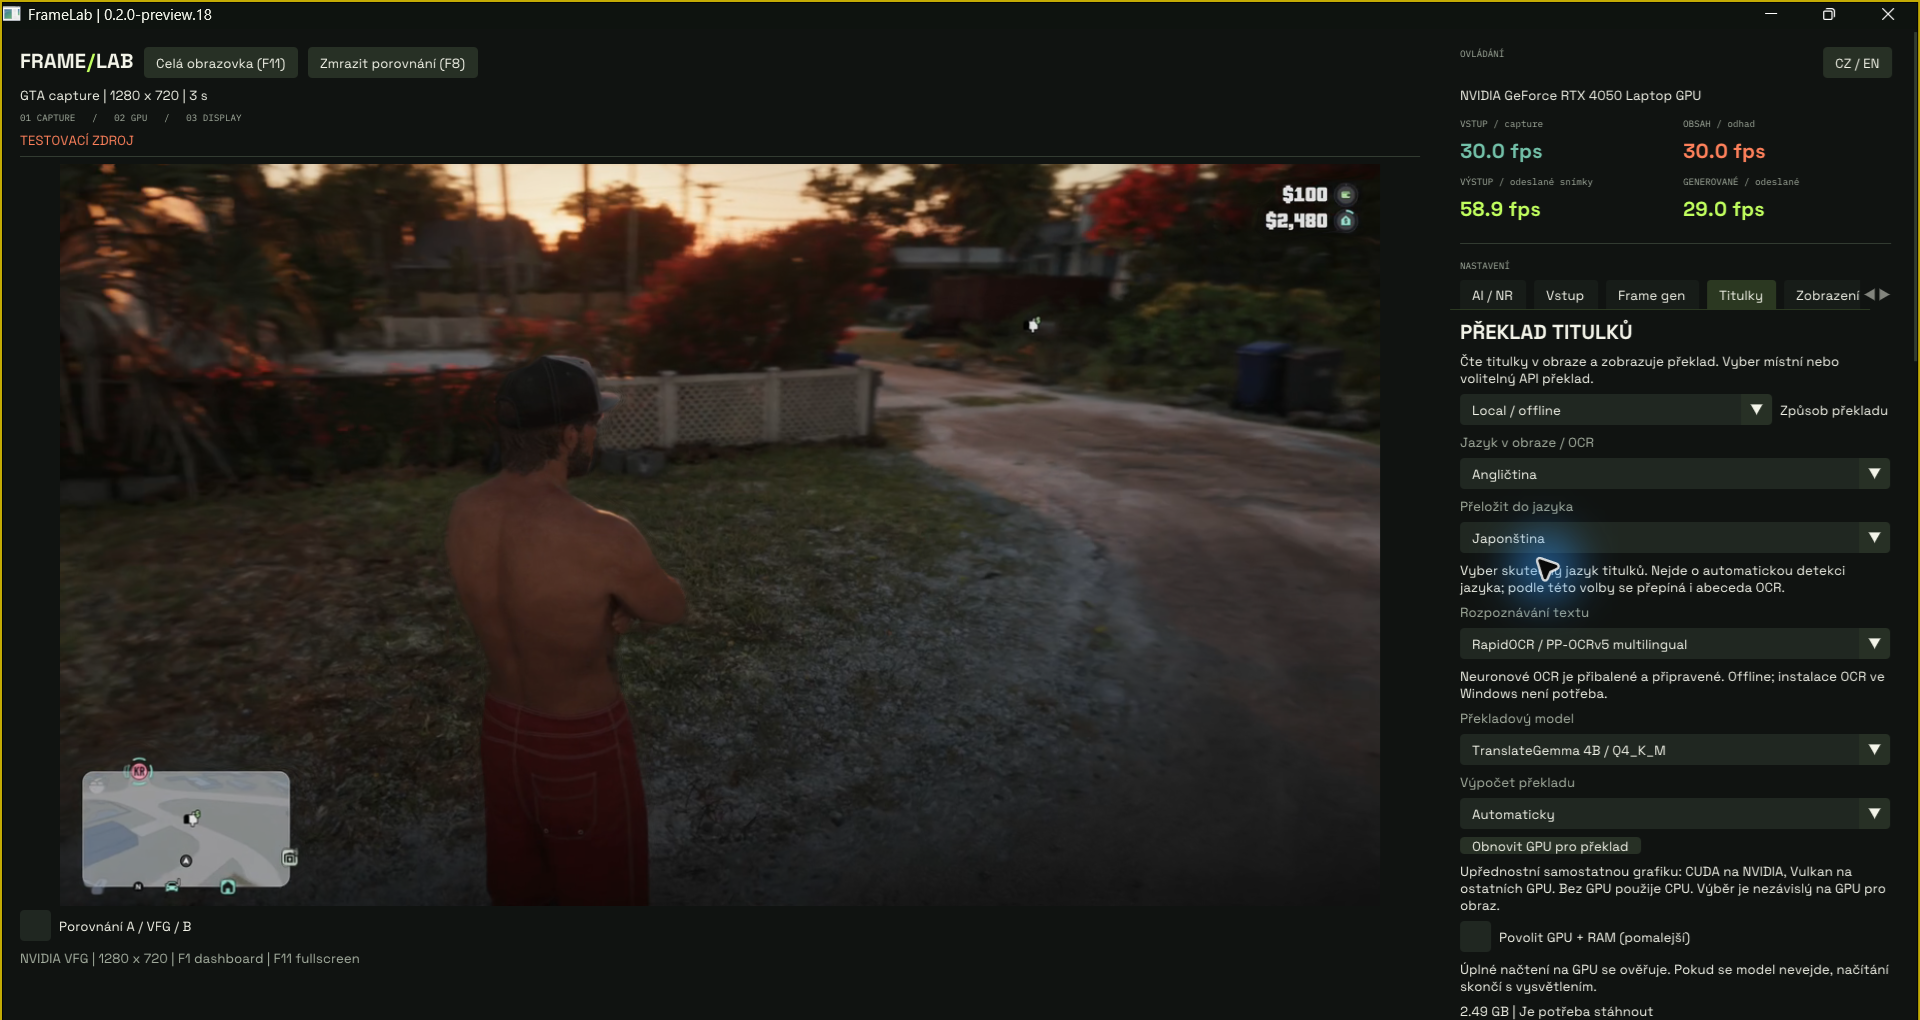 FrameLab | 0.2.0-preview.18
FRAME/LAB
Celá obrazovka (F11)
Zmrazit porovnání (F8)
GTA capture | 1280 x 720 | 3 s
01 CAPTURE / 02 GPU / 03 DISPLAY
TESTOVACÍ ZDROJ
$100
$2,480
KR
N
Porovnání A / VFG / B
NVIDIA VFG | 1280 x 720 | F1 dashboard | F11 fullscreen
OVLÁDÁNÍ
CZ / EN
NVIDIA GeForce RTX 4050 Laptop GPU
VSTUP / capture
OBSAH / odhad
30.0 fps
30.0 fps
VÝSTUP / odeslané snímky
GENEROVANÉ / odeslané
58.9 fps
29.0 fps
NASTAVENÍ
AI / NR
Vstup
Frame gen
Titulky
Zobrazení
PŘEKLAD TITULKŮ
Čte titulky v obraze a zobrazuje překlad. Vyber místní nebo
volitelný API překlad.
Local / offline
Způsob překladu
Jazyk v obraze / OCR
Angličtina
Přeložit do jazyka
Japonština
Vyber skutečný jazyk titulků. Nejde o automatickou detekci
jazyka; podle této volby se přepíná i abeceda OCR.
Rozpoznávání textu
RapidOCR / PP-OCRv5 multilingual
Neuronové OCR je přibalené a připravené. Offline; instalace OCR ve
Windows není potřeba.
Překladový model
TranslateGemma 4B / Q4_K_M
Výpočet překladu
Automaticky
Obnovit GPU pro překlad
Upřednostní samostatnou grafiku: CUDA na NVIDIA, Vulkan na
ostatních GPU. Bez GPU použije CPU. Výběr je nezávislý na GPU pro
obraz.
Povolit GPU + RAM (pomalejší)
Úplné načtení na GPU se ověřuje. Pokud se model nevejde, načítání
skončí s vysvětlením.
2.49 GB | Je potřeba stáhnout